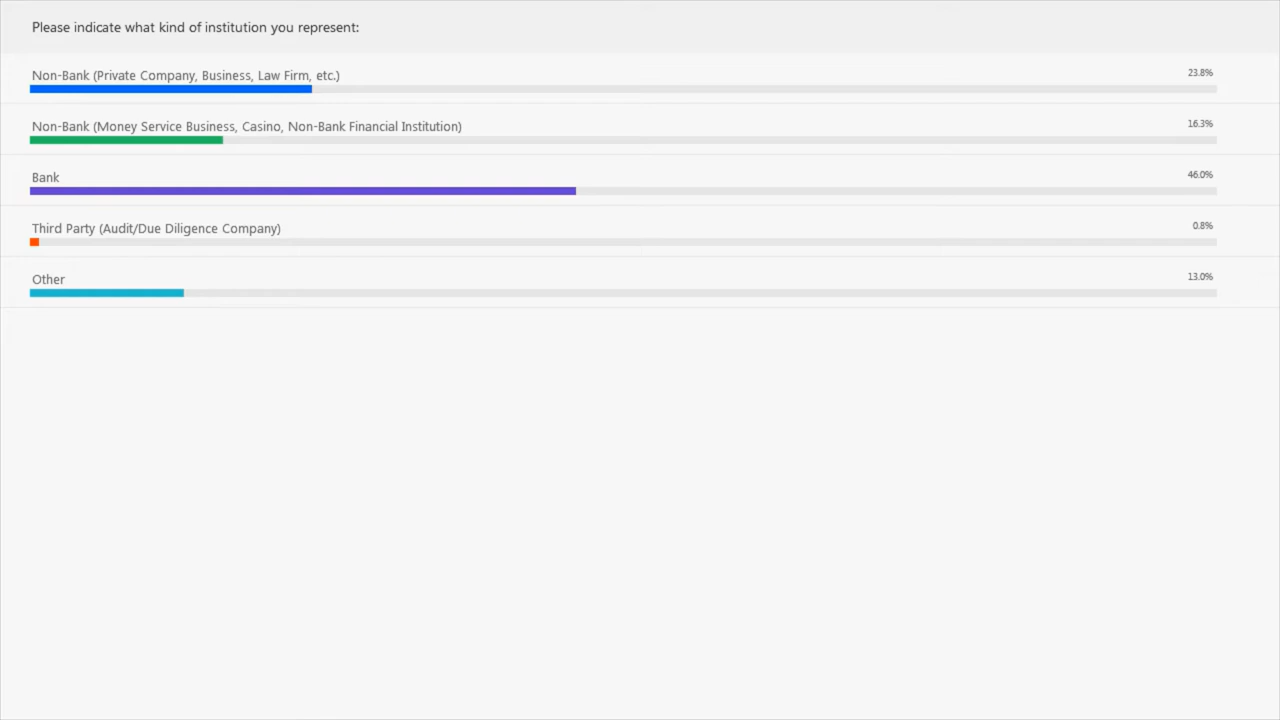 Please indicate what kind of institution you represent:
Non-Bank (Private Company, Business, Law Firm, etc.)
23.8%
Non-Bank (Money Service Business, Casino, Non-Bank Financial Institution)
16.3%
Bank
46.0%
Third Party (Audit/Due Diligence Company)
0.8%
Other
13.0%